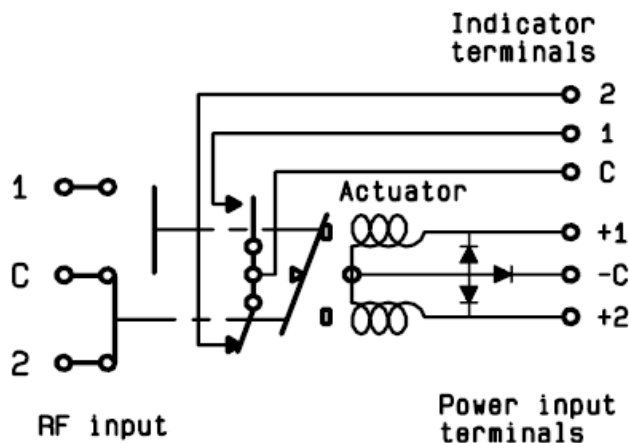 Indicator
terminals
2
1
C
1
Actuator
+1
C
-C
+2
2
RF input
Power input
terminals